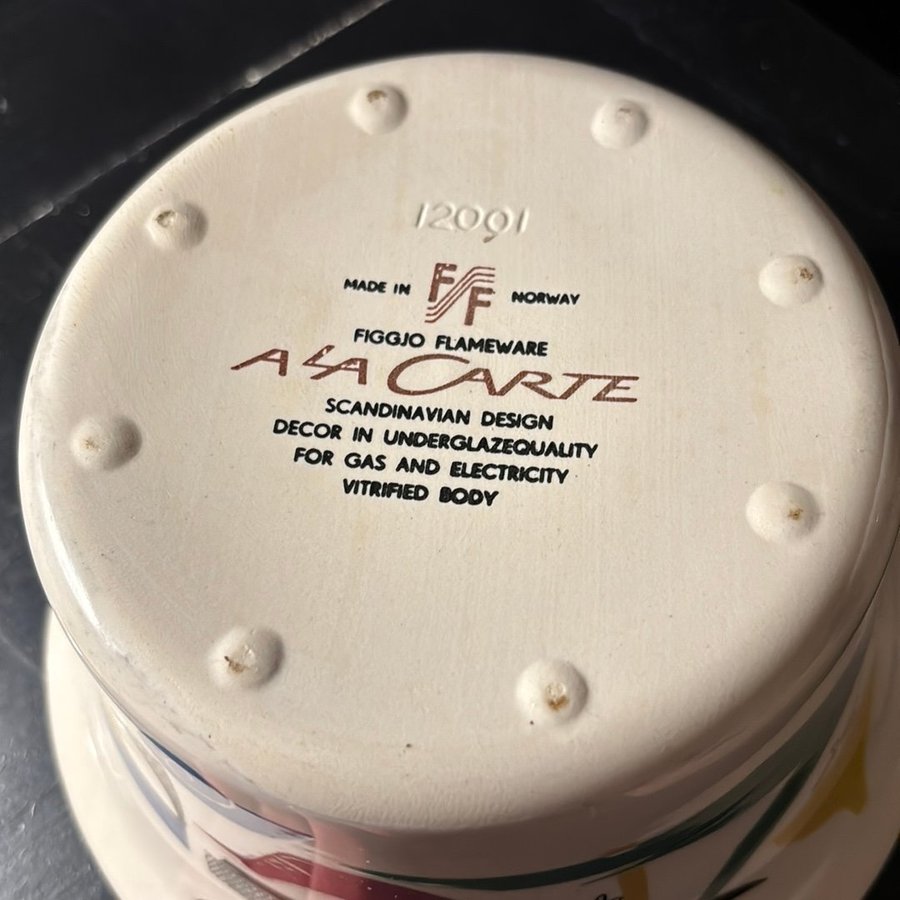 12091
MADE IN FF NORWAY
FIGGJO FLAMEWARE
A LA CARTE
SCANDINAVIAN DESIGN
DECOR IN UNDERGLAZEQUALITY
FOR GAS AND ELECTRICITY
VITRIFIED BODY